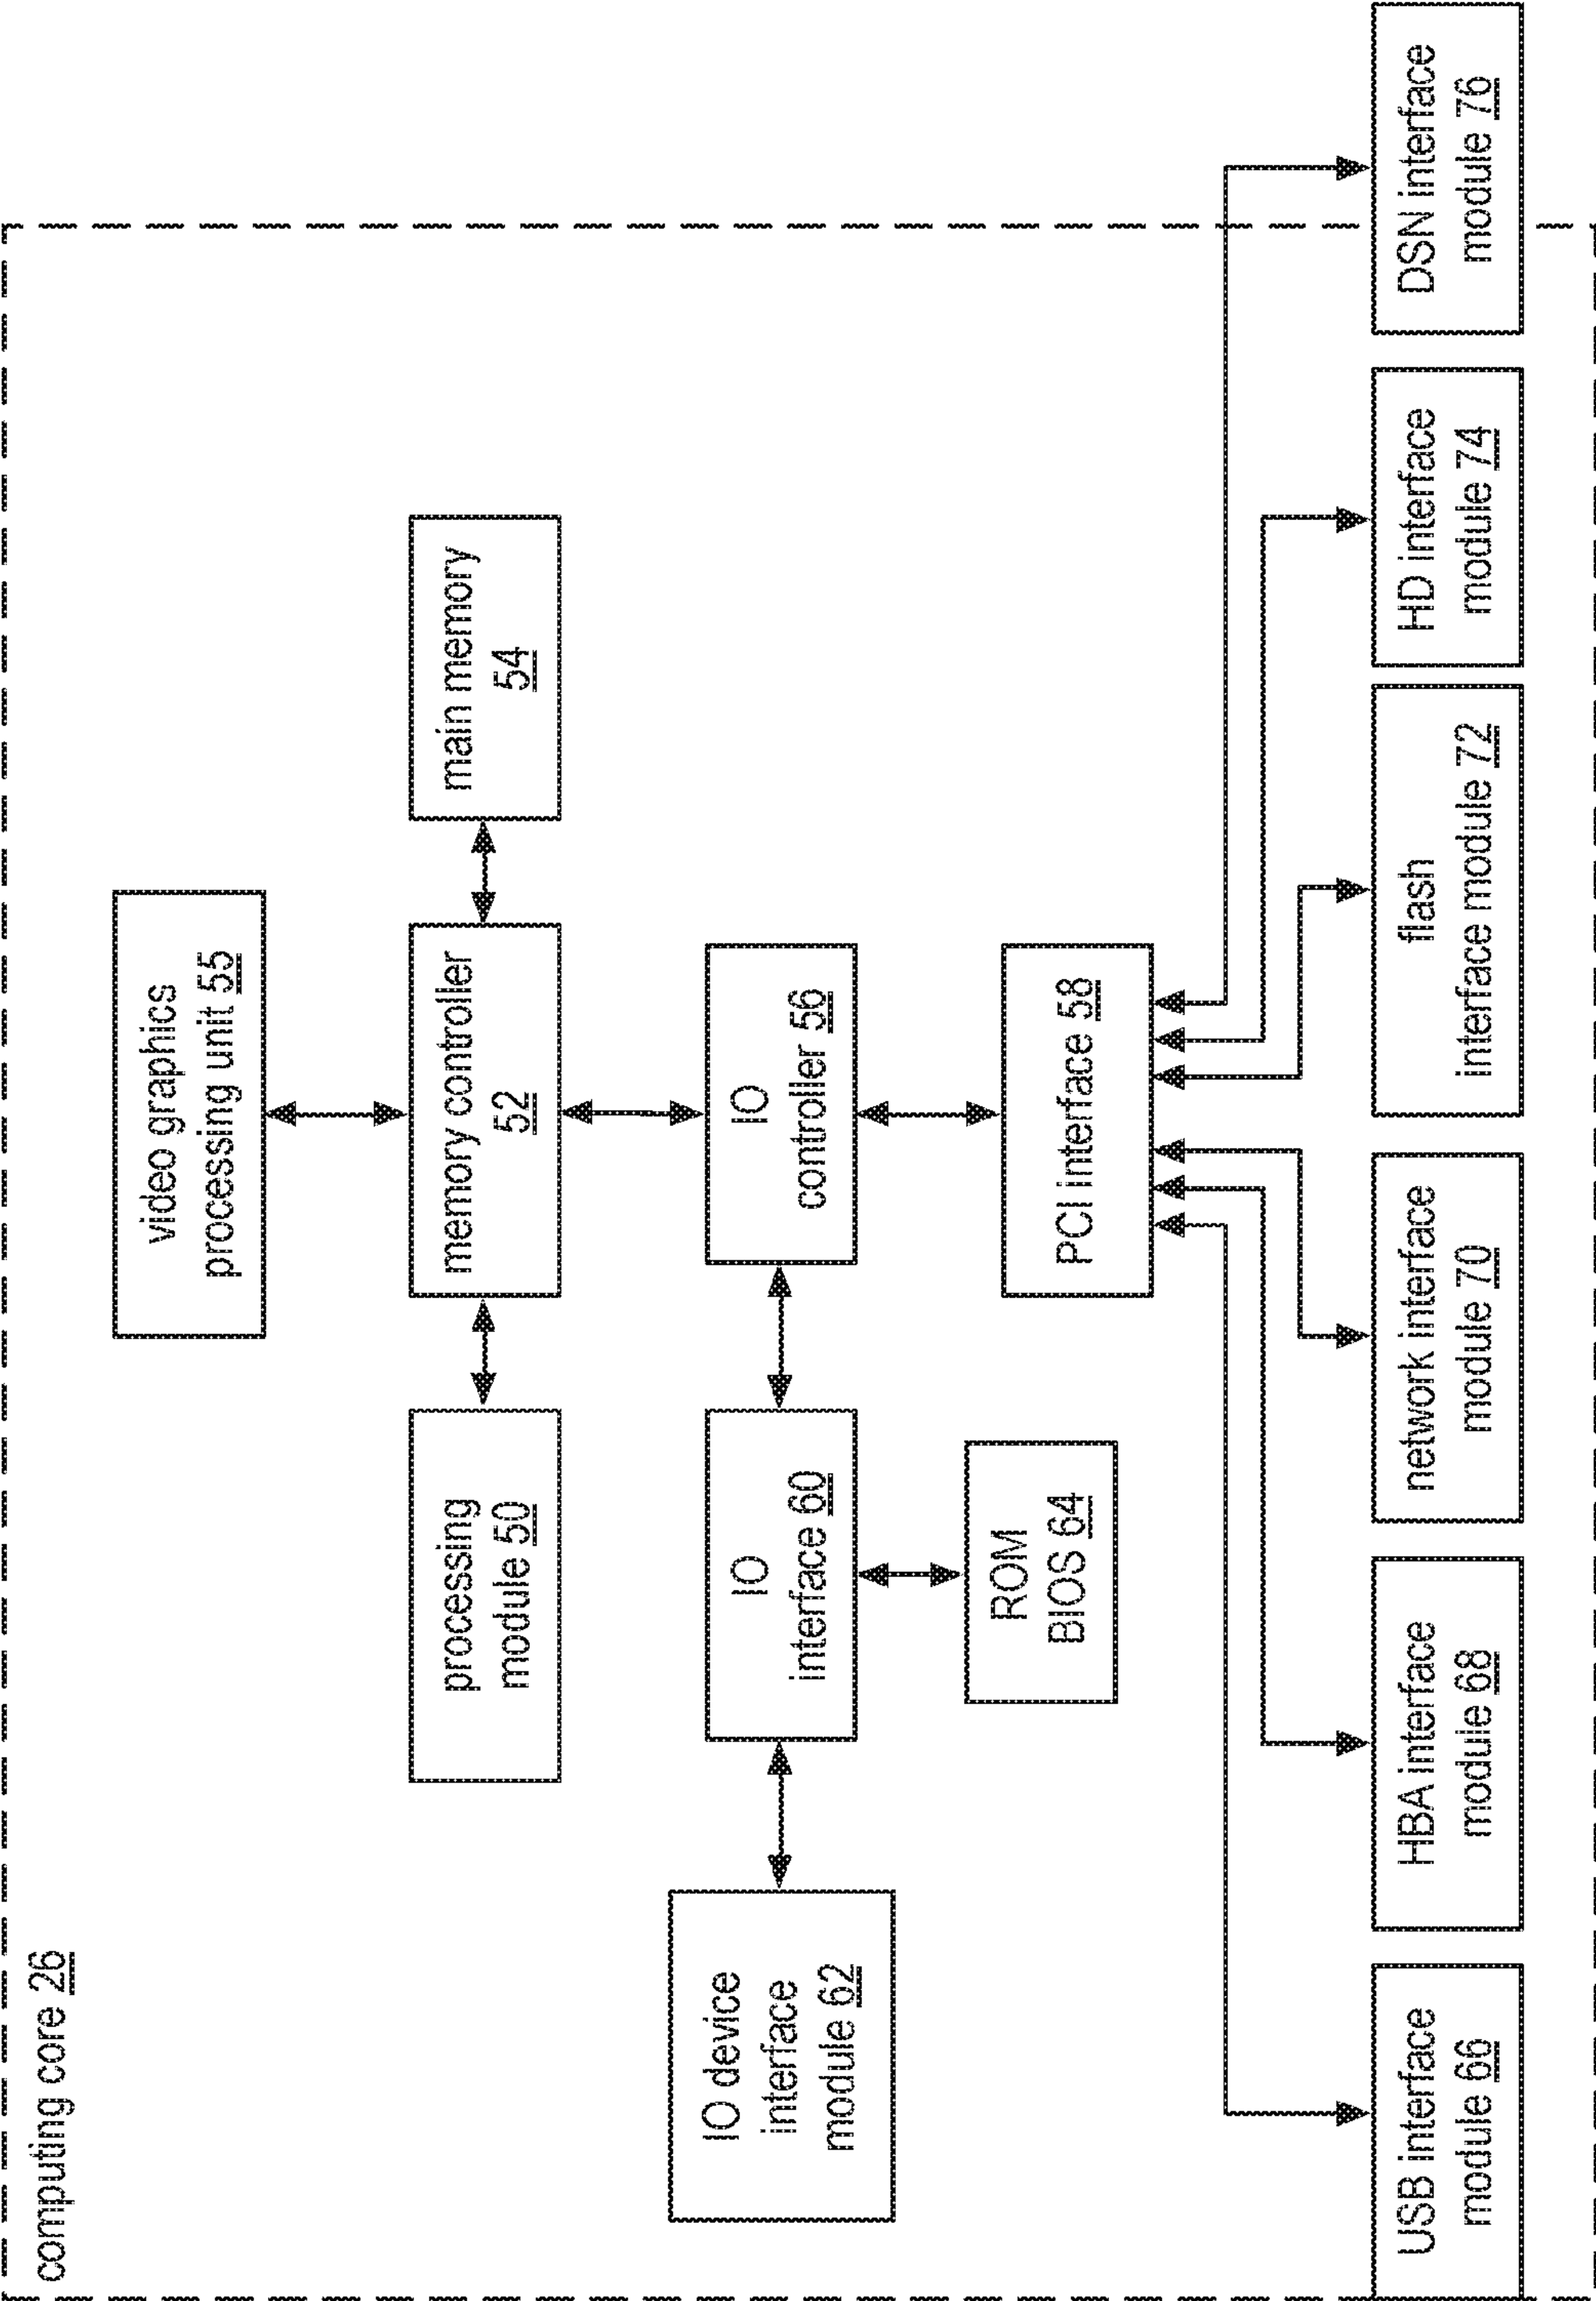 computing core 26
video graphics
processing unit 55
processing
module 50
memory controller
52
main memory
54
IO device
interface
module 62
IO
interface 60
IO
controller 56
ROM
BIOS 64
PCI interface 58
USB interface
module 66
HBA interface
module 68
network interface
module 70
flash
interface module 72
HD interface
module 74
DSN interface
module 76